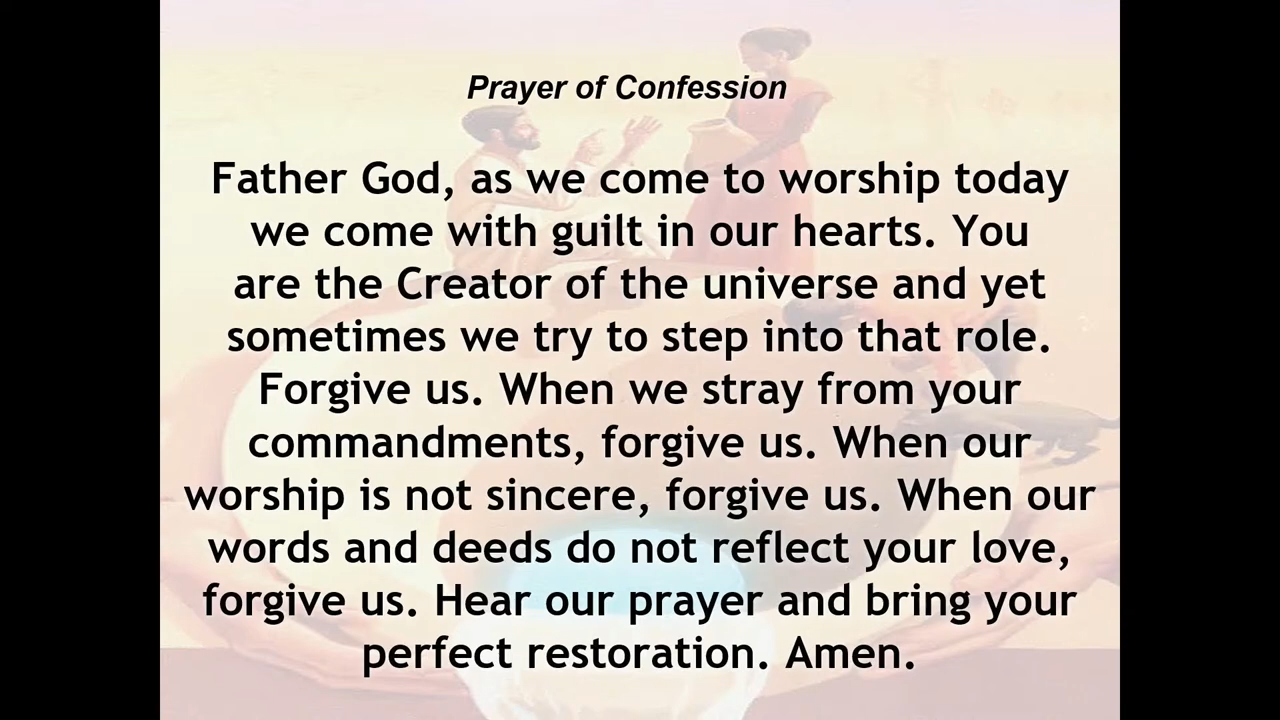 Prayer of Confession
Father God, as we come to worship today
we come with guilt in our hearts. You
are the Creator of the universe and yet
sometimes we try to step into that role.
Forgive us. When we stray from your
commandments, forgive us. When our
worship is not sincere, forgive us. When our
words and deeds do not reflect your love,
forgive us. Hear our prayer and bring your
perfect restoration. Amen.